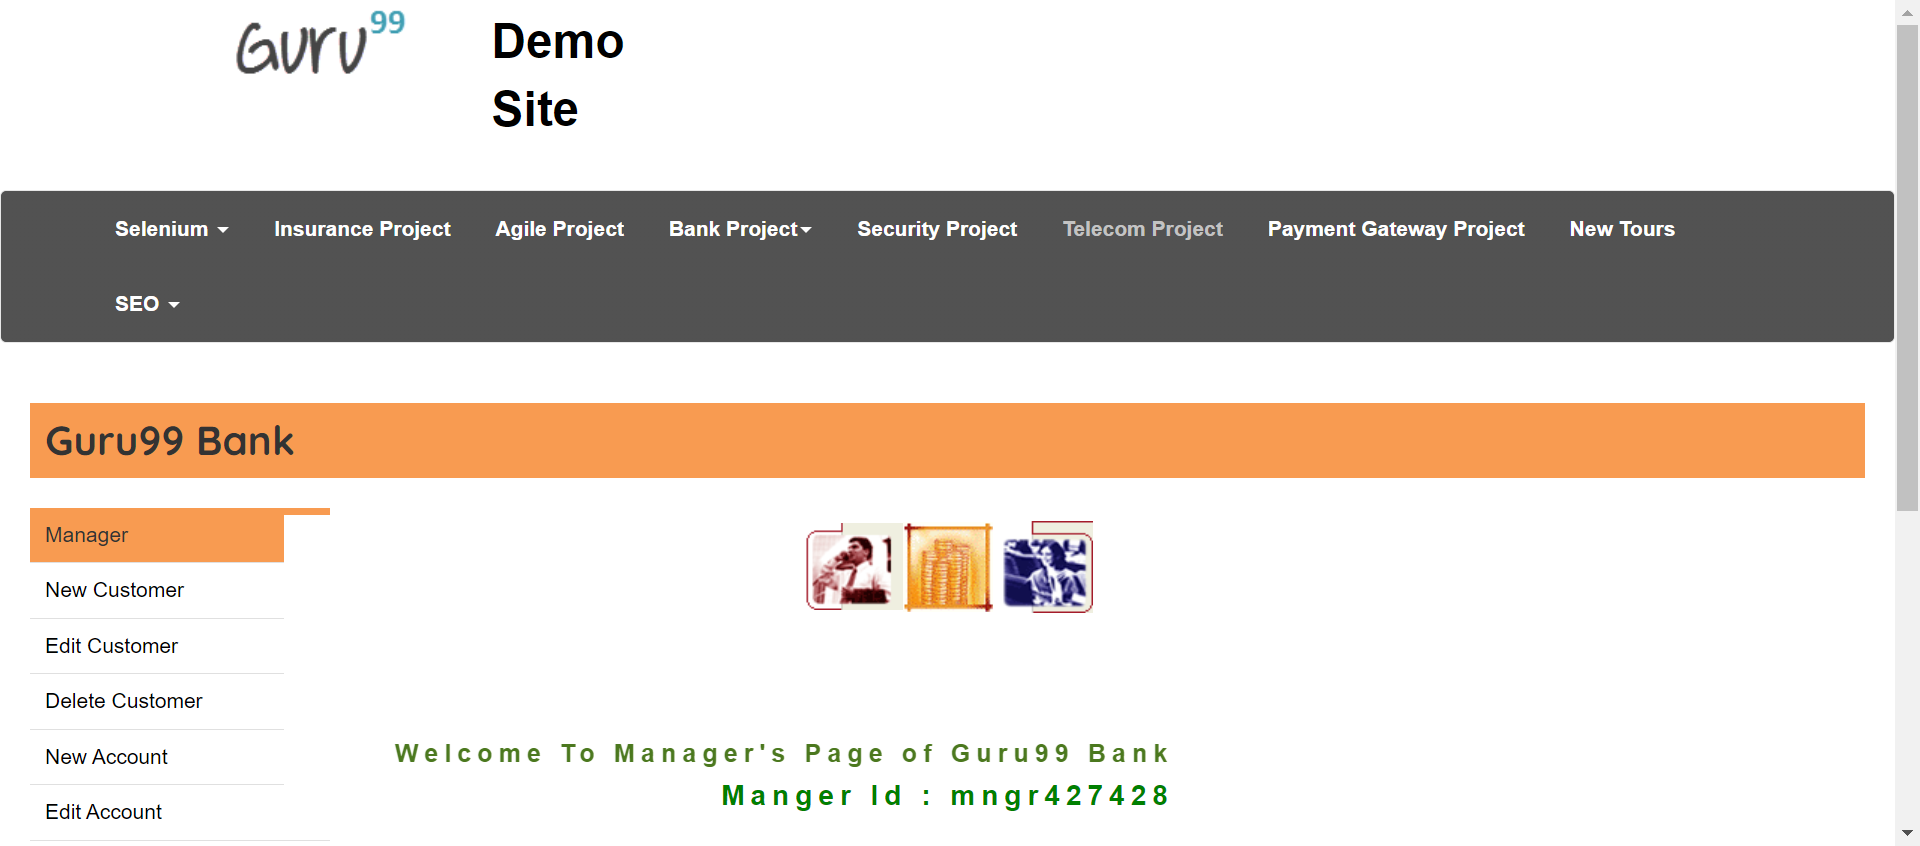 Guru99
Demo
Site
Selenium Insurance Project Agile Project Bank Project Security Project Telecom Project Payment Gateway Project New Tours
SEO
Guru99 Bank
Manager
New Customer
Edit Customer
Delete Customer
New Account
Edit Account
Welcome To Manager's Page of Guru99 Bank
Manger Id : mngr427428